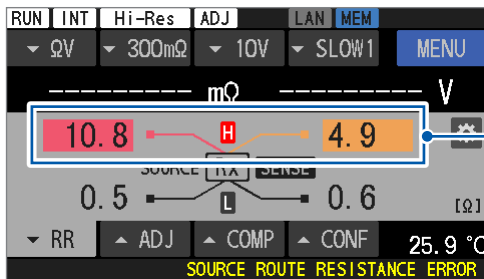 RUN INT Hi-Res ADJ LAN MEM
ΩV 300mΩ 10V SLOW1 MENU
---------- mΩ ---------- V
10.8 H 4.9
SOURCE RX SENSE
0.5 L 0.6 [Ω]
RR ADJ COMP CONF 25.9 °C
SOURCE ROUTE RESISTANCE ERROR